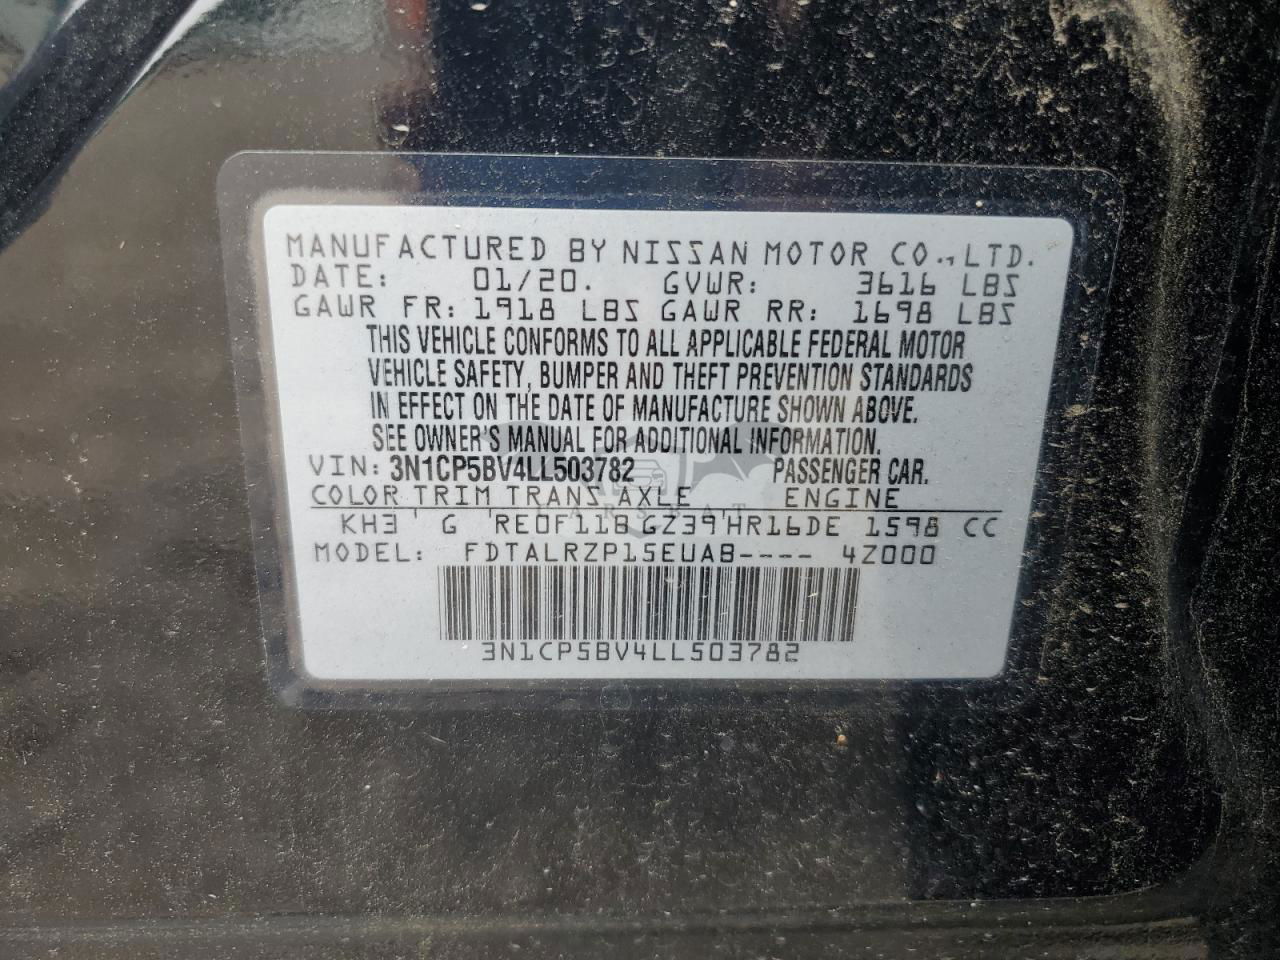 MANUFACTURED BY NISSAN MOTOR CO., LTD.
DATE: 01/20. GVWR: 3616 LBS
GAWR FR: 1918 LBS GAWR RR: 1698 LBS
THIS VEHICLE CONFORMS TO ALL APPLICABLE FEDERAL MOTOR
VEHICLE SAFETY, BUMPER AND THEFT PREVENTION STANDARDS
IN EFFECT ON THE DATE OF MANUFACTURE SHOWN ABOVE.
SEE OWNER'S MANUAL FOR ADDITIONAL INFORMATION.
VIN: 3N1CP5BV4LL503782 PASSENGER CAR.
COLOR TRIM TRANS AXLE ENGINE
KH3 G RE0F11B GZ39 HR16DE 1598 CC
MODEL: FDTALRZP15EUAB---- 4Z000
3N1CP5BV4LL503782